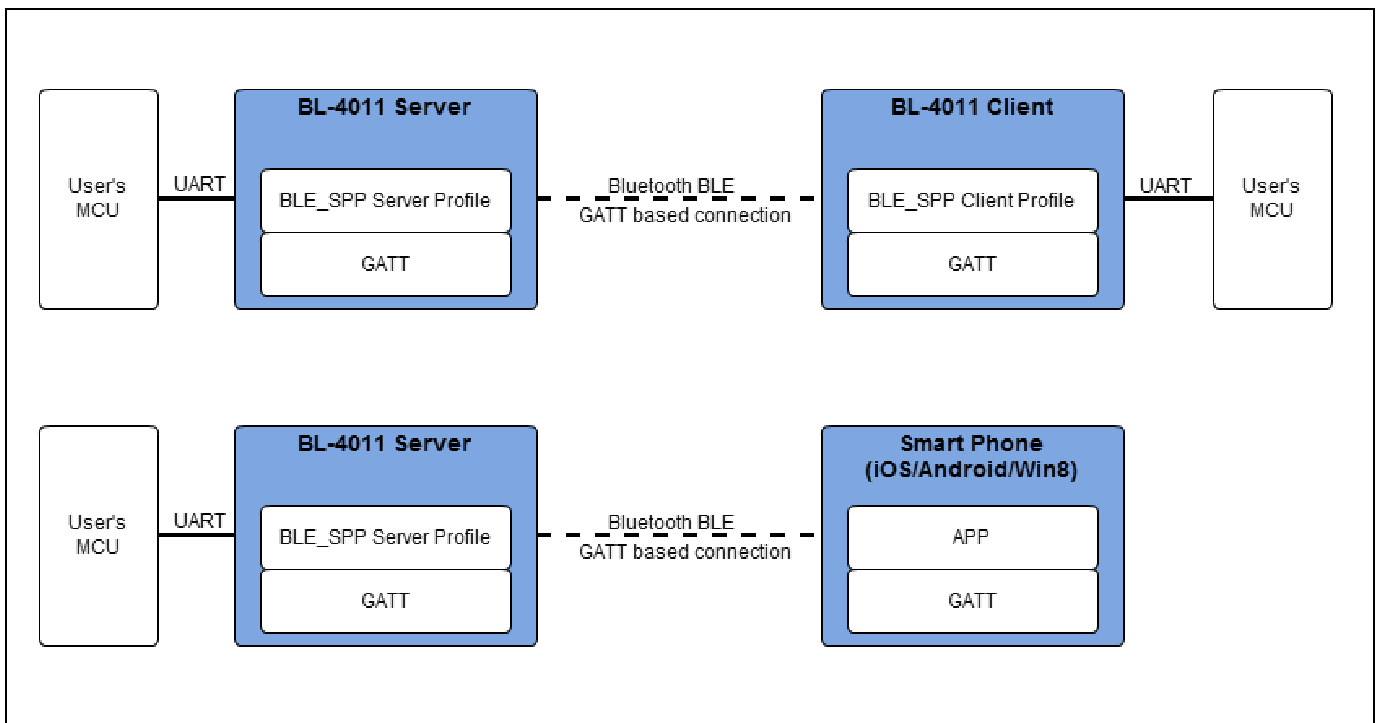 BL-4011 Server
BL-4011 Client
User's
MCU
UART
BLE_SPP Server Profile
GATT
Bluetooth BLE
GATT based connection
BLE_SPP Client Profile
GATT
UART
User's
MCU
BL-4011 Server
Smart Phone
(iOS/Android/Win8)
User's
MCU
UART
BLE_SPP Server Profile
GATT
Bluetooth BLE
GATT based connection
APP
GATT